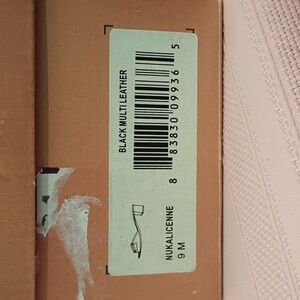 BLACK MULTI LEATHER
8 83830 09936 5
NUKALICENNE
9 M